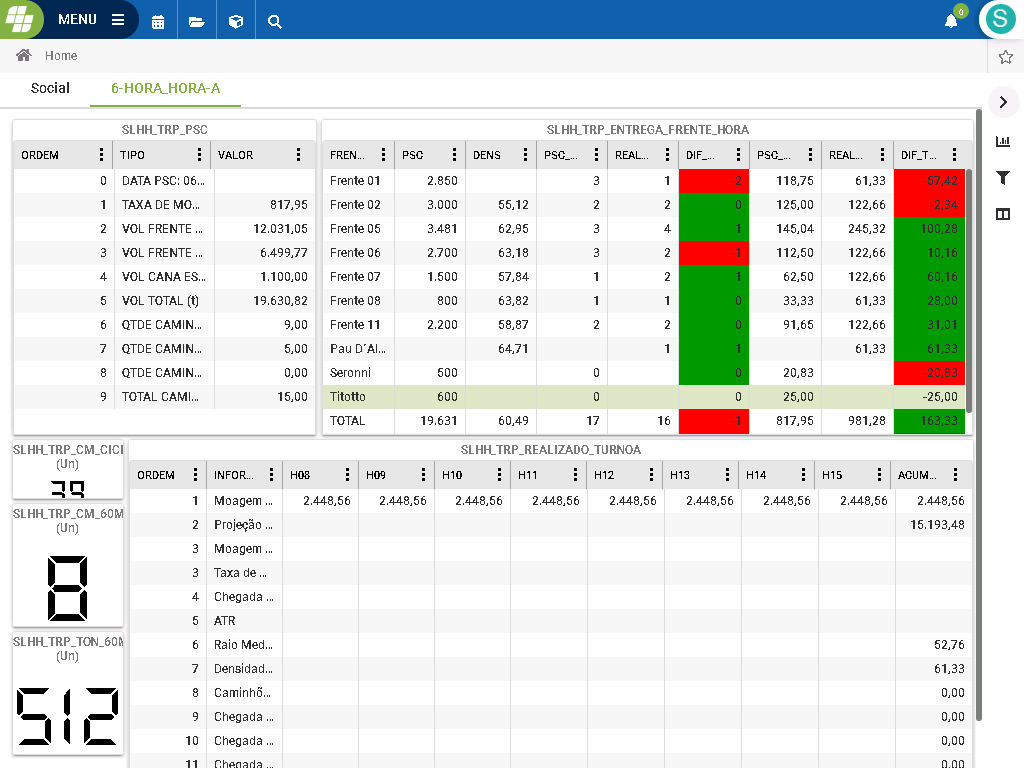 MENU
0
S
Home
Social 6-HORA_HORA-A
SLHH_TRP_PSC
ORDEM TIPO VALOR
0 DATA PSC: 06...
1 TAXA DE MO... 817,95
2 VOL FRENTE ... 12.031,05
3 VOL FRENTE ... 6.499,77
4 VOL CANA ES... 1.100,00
5 VOL TOTAL (t) 19.630,82
6 QTDE CAMIN... 9,00
7 QTDE CAMIN... 5,00
8 QTDE CAMIN... 0,00
9 TOTAL CAMI... 15,00
SLHH_TRP_ENTREGA_FRENTE_HORA
FREN... PSC DENS PSC_... REAL... DIF_... PSC_... REAL... DIF_T...
Frente 01 2.850 3 1 -2 118,75 61,33 57,42
Frente 02 3.000 55,12 2 2 0 125,00 122,66 -2,34
Frente 05 3.481 62,95 3 4 1 145,04 245,32 100,28
Frente 06 2.700 63,18 3 2 -1 112,50 122,66 10,16
Frente 07 1.500 57,84 1 2 1 62,50 122,66 60,16
Frente 08 800 63,82 1 1 0 33,33 61,33 28,00
Frente 11 2.200 58,87 2 2 0 91,65 122,66 31,01
Pau D´Al... 64,71 1 1 61,33 61,33
Seronni 500 0 0 20,83 -20,83
Titotto 600 0 0 25,00 -25,00
TOTAL 19.631 60,49 17 16 -1 817,95 981,28 163,33
SLHH_TRP_CM_CICI
(Un)
39
SLHH_TRP_CM_60M
(Un)
8
SLHH_TRP_TON_60M
(Un)
512
SLHH_TRP_REALIZADO_TURNOA
ORDEM INFOR... H08 H09 H10 H11 H12 H13 H14 H15 ACUM...
1 Moagem ... 2.448,56 2.448,56 2.448,56 2.448,56 2.448,56 2.448,56 2.448,56 2.448,56 2.448,56
2 Projeção ... 15.193,48
3 Moagem ...
3 Taxa de ...
4 Chegada ...
5 ATR
6 Raio Med... 52,76
7 Densidad... 61,33
8 Caminhõ... 0,00
9 Chegada ... 0,00
10 Chegada ... 0,00
11 Chegada ... 0,00